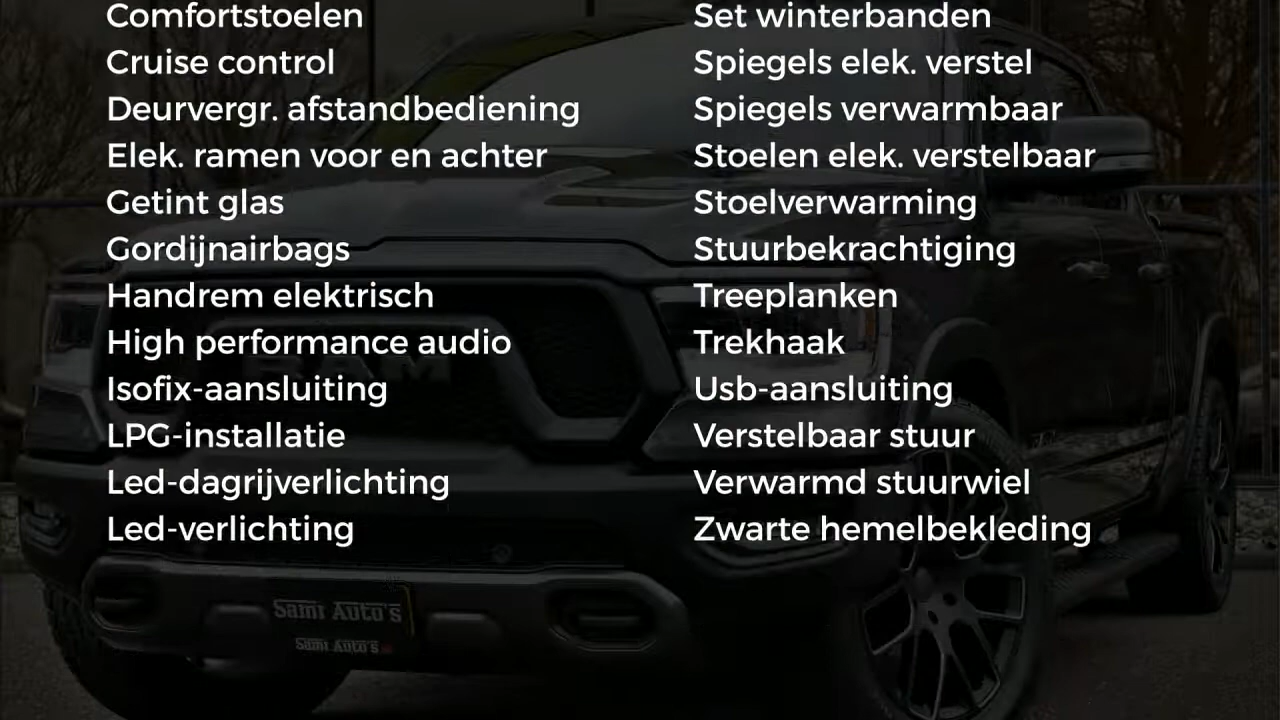 Comfortstoelen
Cruise control
Deurvergr. afstandbediening
Elek. ramen voor en achter
Getint glas
Gordijnairbags
Handrem elektrisch
High performance audio
Isofix-aansluiting
LPG-installatie
Led-dagrijverlichting
Led-verlichting
Set winterbanden
Spiegels elek. verstel
Spiegels verwarmbaar
Stoelen elek. verstelbaar
Stoelverwarming
Stuurbekrachtiging
Treeplanken
Trekhaak
Usb-aansluiting
Verstelbaar stuur
Verwarmd stuurwiel
Zwarte hemelbekleding
RAM
Sami Auto's
Sami Auto's